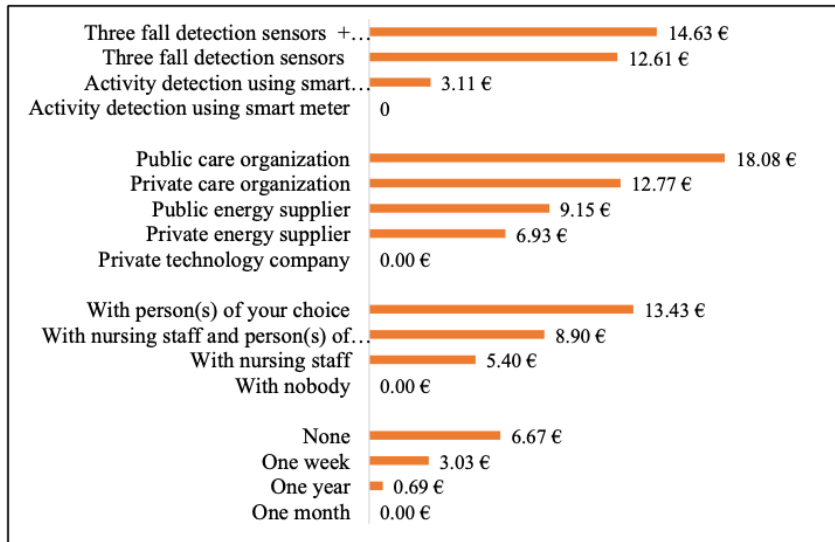 Three fall detection sensors +… 14.63 €
Three fall detection sensors 12.61 €
Activity detection using smart… 3.11 €
Activity detection using smart meter 0
Public care organization 18.08 €
Private care organization 12.77 €
Public energy supplier 9.15 €
Private energy supplier 6.93 €
Private technology company 0.00 €
With person(s) of your choice 13.43 €
With nursing staff and person(s) of… 8.90 €
With nursing staff 5.40 €
With nobody 0.00 €
None 6.67 €
One week 3.03 €
One year 0.69 €
One month 0.00 €